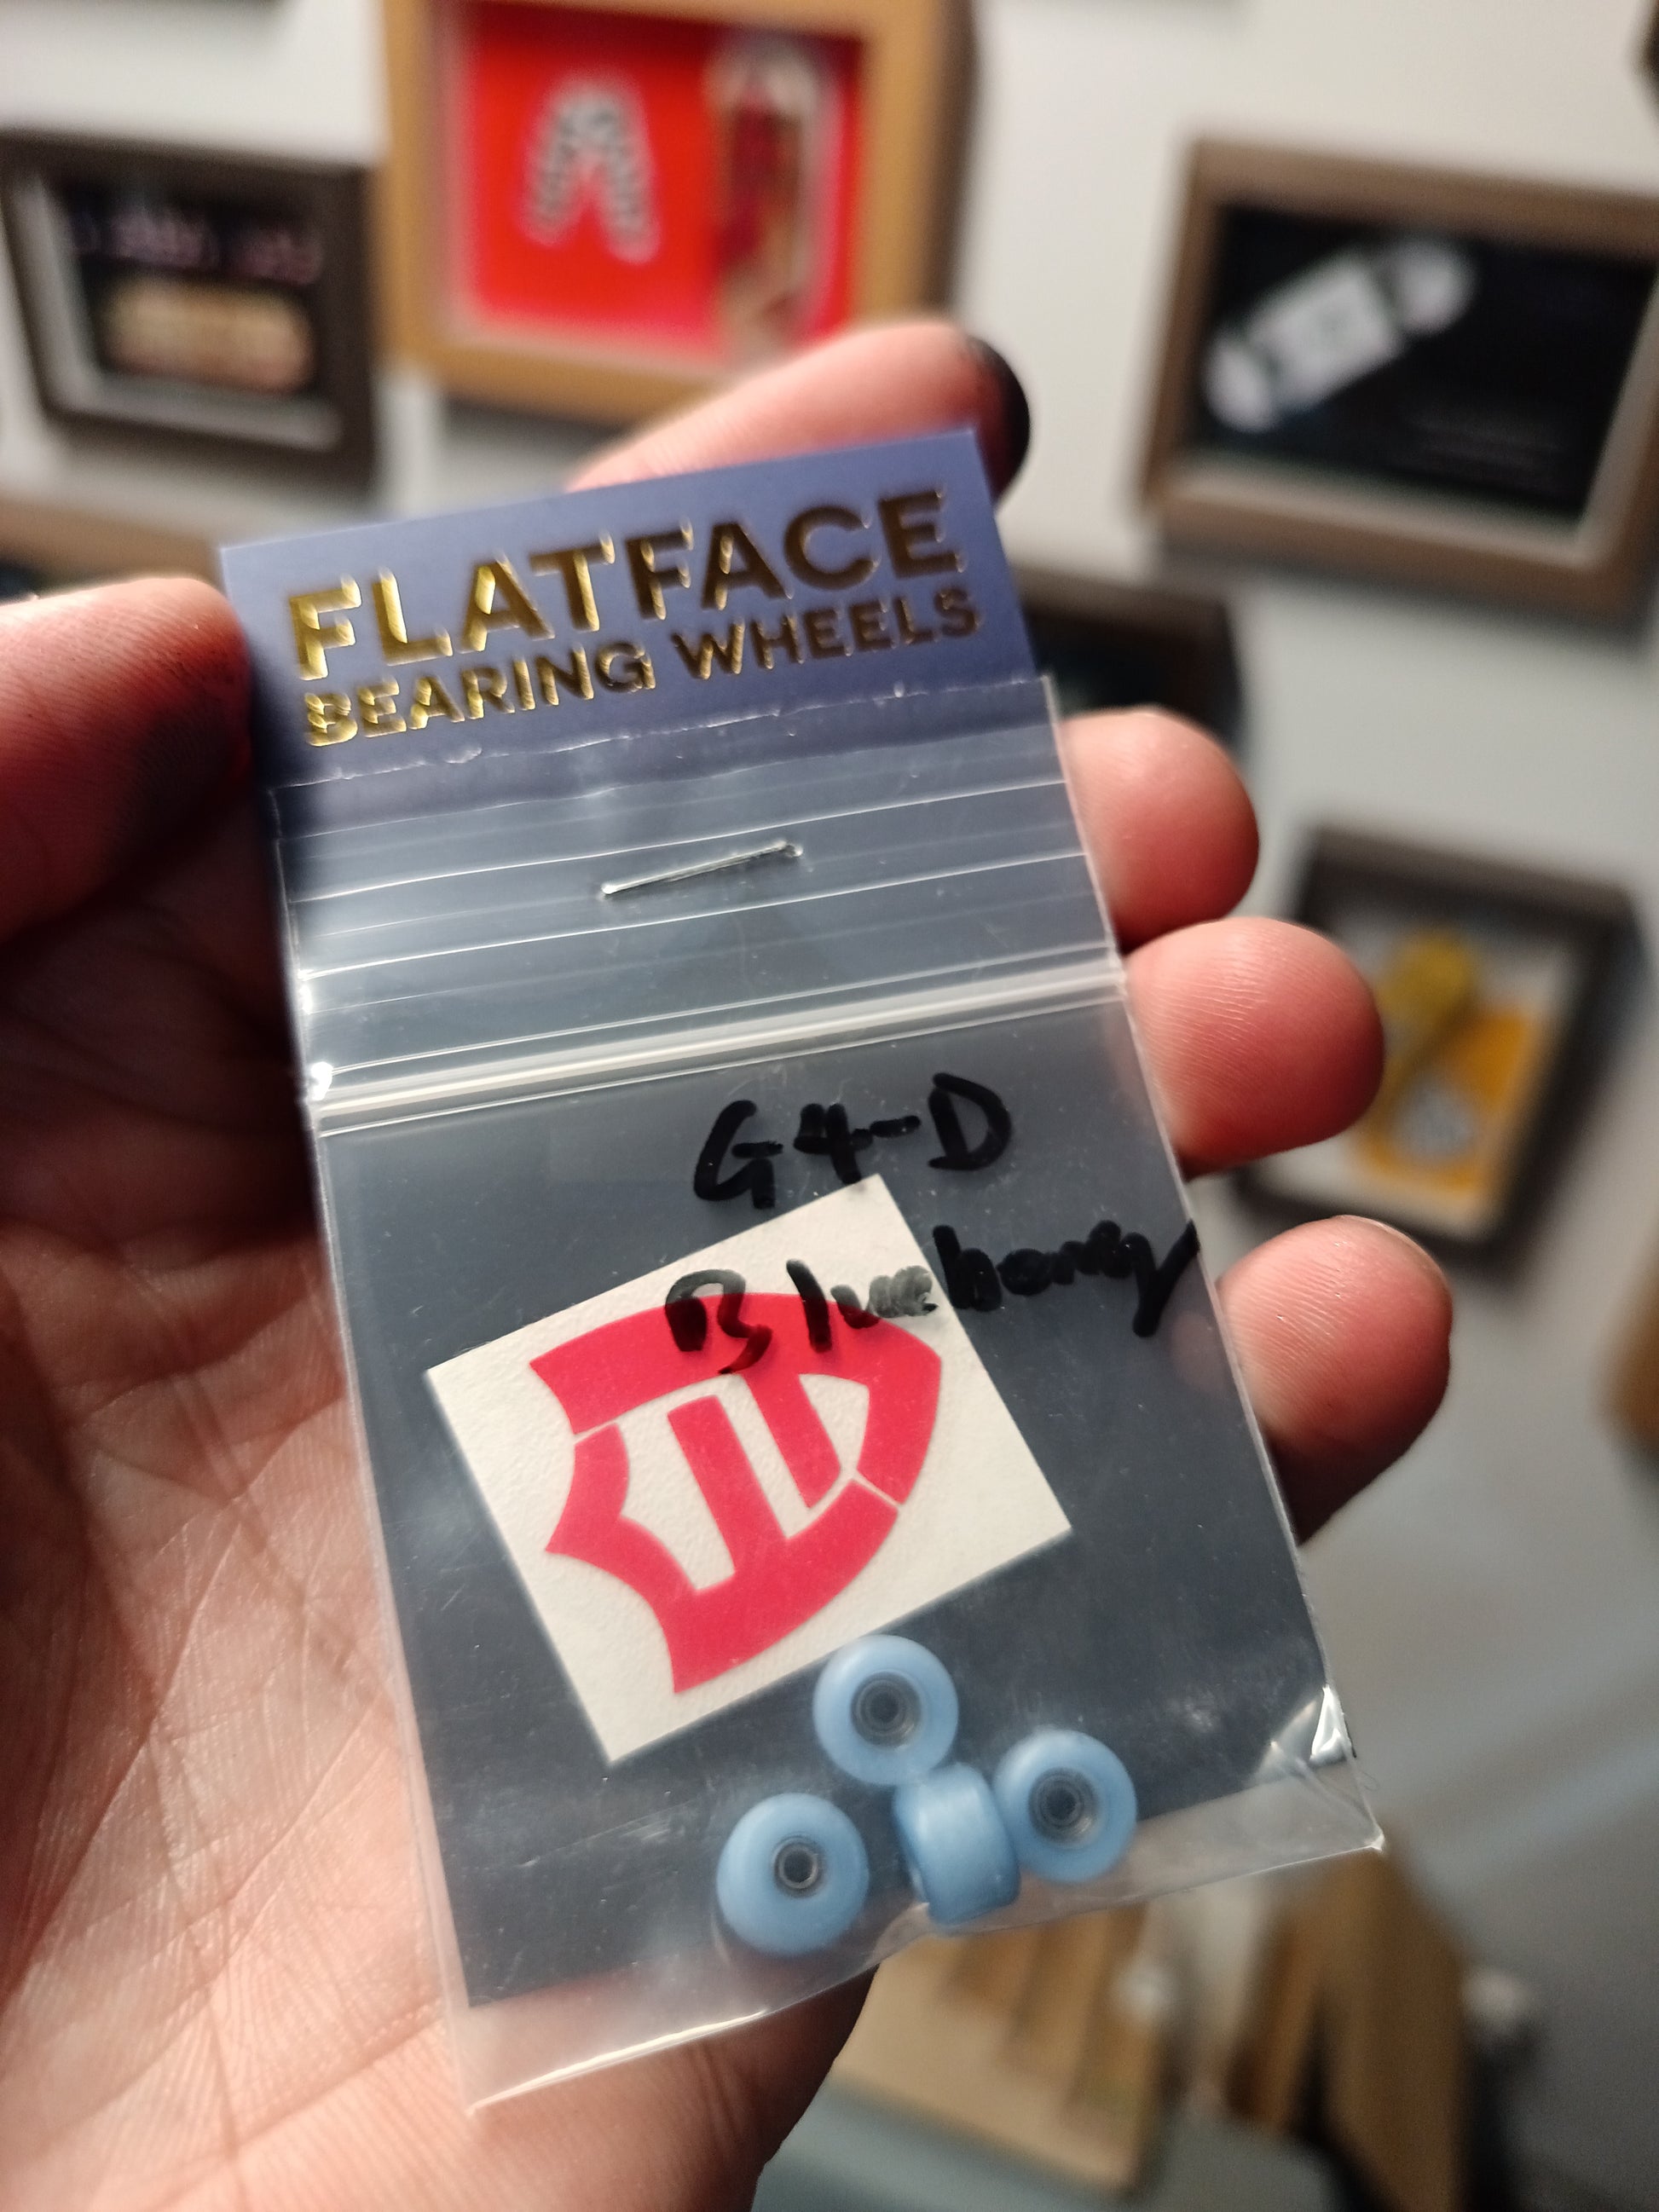 FLATFACE
BEARING WHEELS
G4-D
Blueberry